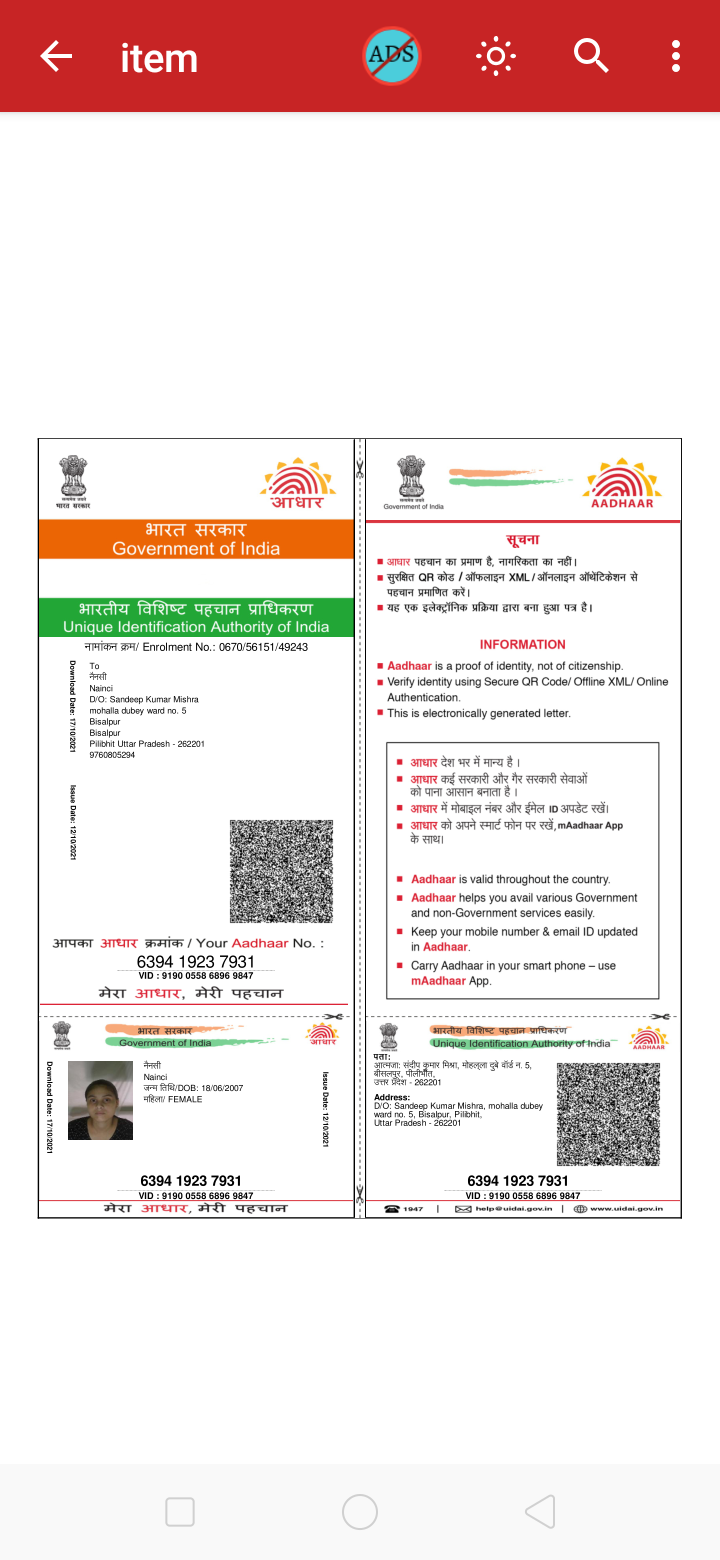 item
ADS
भारत सरकार
आधार
भारत सरकार
Government of India
भारतीय विशिष्ट पहचान प्राधिकरण
Unique Identification Authority of India
नामांकन क्रम/ Enrolment No.: 0670/56151/49243
Download Date: 17/10/2021
To
नैनसी
Nainci
D/O: Sandeep Kumar Mishra
mohalla dubey ward no. 5
Bisalpur
Bisalpur
Pilibhit Uttar Pradesh - 262201
9760805294
Issue Date: 12/10/2021
आपका आधार क्रमांक / Your Aadhaar No. :
6394 1923 7931
VID : 9190 0558 6896 9847
मेरा आधार, मेरी पहचान
Government of India
AADHAAR
सूचना
आधार पहचान का प्रमाण है, नागरिकता का नहीं।
सुरक्षित QR कोड / ऑफलाइन XML / ऑनलाइन ऑथेंटिकेशन से
पहचान प्रमाणित करें।
यह एक इलेक्ट्रॉनिक प्रक्रिया द्वारा बना हुआ पत्र है।
INFORMATION
Aadhaar is a proof of identity, not of citizenship.
Verify identity using Secure QR Code/ Offline XML/ Online
Authentication.
This is electronically generated letter.
आधार देश भर में मान्य है ।
आधार कई सरकारी और गैर सरकारी सेवाओं
को पाना आसान बनाता है ।
आधार में मोबाइल नंबर और ईमेल ID अपडेट रखें।
आधार को अपने स्मार्ट फोन पर रखें, mAadhaar App
के साथ।
Aadhaar is valid throughout the country.
Aadhaar helps you avail various Government
and non-Government services easily.
Keep your mobile number & email ID updated
in Aadhaar.
Carry Aadhaar in your smart phone – use
mAadhaar App.
भारत सरकार
Government of India
आधार
Download Date: 17/10/2021
नैनसी
Nainci
जन्म तिथि/DOB: 18/06/2007
महिला/ FEMALE
Issue Date: 12/10/2021
6394 1923 7931
VID : 9190 0558 6896 9847
मेरा आधार, मेरी पहचान
भारतीय विशिष्ट पहचान प्राधिकरण
Unique Identification Authority of India
AADHAAR
पता:
आत्मजा: संदीप कुमार मिश्रा, मोहल्ला दुबे वॉर्ड न. 5,
बीसलपुर, पीलीभीत,
उत्तर प्रदेश - 262201
Address:
D/O: Sandeep Kumar Mishra, mohalla dubey
ward no. 5, Bisalpur, Pilibhit,
Uttar Pradesh - 262201
6394 1923 7931
VID : 9190 0558 6896 9847
1947 | help@uidai.gov.in | www.uidai.gov.in